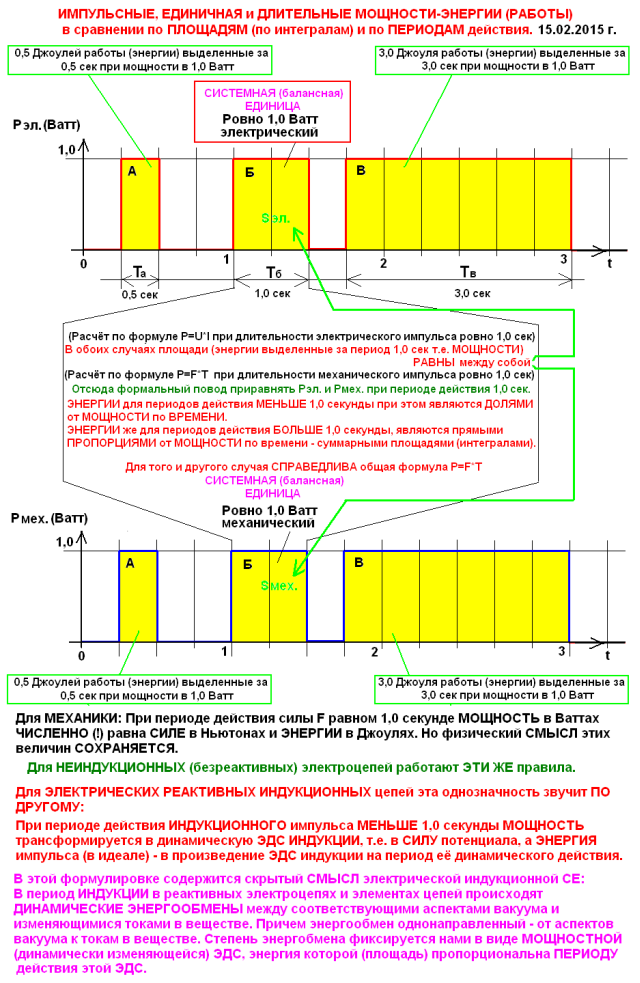 ИМПУЛЬСНЫЕ, ЕДИНИЧНАЯ и ДЛИТЕЛЬНЫЕ МОЩНОСТИ-ЭНЕРГИИ (РАБОТЫ)
в сравнении по ПЛОЩАДЯМ (по интегралам) и по ПЕРИОДАМ действия. 15.02.2015 г.
0,5 Джоулей работы (энергии) выделенные за
0,5 сек при мощности в 1,0 Ватт
3,0 Джоуля работы (энергии) выделенные за
3,0 сек при мощности в 1,0 Ватт
СИСТЕМНАЯ (балансная)
ЕДИНИЦА
Ровно 1,0 Ватт
электрический
Р эл. (Ватт)
1,0
А
Б
В
Sэл.
0
1
2
3
t
Та
Тб
Тв
0,5 сек
1,0 сек
3,0 сек
(Расчёт по формуле P=U*I при длительности электрического импульса ровно 1,0 сек)
В обоих случаях площади (энергии выделенные за период 1,0 сек т.е. МОЩНОСТИ)
РАВНЫ между собой
(Расчёт по формуле P=F*T при длительности механического импульса ровно 1,0 сек)
Отсюда формальный повод приравнять Рэл. и Рмех. при периоде действия 1,0 сек.
ЭНЕРГИИ для периодов действия МЕНЬШЕ 1,0 секунды при этом являются ДОЛЯМИ
от МОЩНОСТИ по ВРЕМЕНИ.
ЭНЕРГИИ же для периодов действия БОЛЬШЕ 1,0 секунды, являются прямыми
ПРОПОРЦИЯМИ от МОЩНОСТИ по времени - суммарными площадями (интегралами).
Для того и другого случая СПРАВЕДЛИВА общая формула P=F*T
СИСТЕМНАЯ (балансная)
ЕДИНИЦА
Ровно 1,0 Ватт
механический
Р мех. (Ватт)
1,0
А
Б
В
Sмех.
0
1
2
3
t
0,5 Джоулей работы (энергии) выделенные за
0,5 сек при мощности в 1,0 Ватт
3,0 Джоуля работы (энергии) выделенные за
3,0 сек при мощности в 1,0 Ватт
Для МЕХАНИКИ: При периоде действия силы F равном 1,0 секунде МОЩНОСТЬ в Ваттах
ЧИСЛЕННО (!) равна СИЛЕ в Ньютонах и ЭНЕРГИИ в Джоулях. Но физический СМЫСЛ этих
величин СОХРАНЯЕТСЯ.
Для НЕИНДУКЦИОННЫХ (безреактивных) электроцепей работают ЭТИ ЖЕ правила.
Для ЭЛЕКТРИЧЕСКИХ РЕАКТИВНЫХ ИНДУКЦИОННЫХ цепей эта однозначность звучит ПО
ДРУГОМУ:
При периоде действия ИНДУКЦИОННОГО импульса МЕНЬШЕ 1,0 секунды МОЩНОСТЬ
трансформируется в динамическую ЭДС ИНДУКЦИИ, т.е. в СИЛУ потенциала, а ЭНЕРГИЯ
импульса (в идеале) - в произведение ЭДС индукции на период её динамического действия.
В этой формулировке содержится скрытый СМЫСЛ электрической индукционной СЕ:
В период ИНДУКЦИИ в реактивных электроцепях и элементах цепей происходят
ДИНАМИЧЕСКИЕ ЭНЕРГООБМЕНЫ между соответствующими аспектами вакуума и
изменяющимися токами в веществе. Причем энергообмен однонаправленный - от аспектов
вакуума к токам в веществе. Степень энергобмена фиксируется нами в виде МОЩНОСТНОЙ
(динамически изменяющейся) ЭДС, энергия которой (площадь) пропорциональна ПЕРИОДУ
действия этой ЭДС.